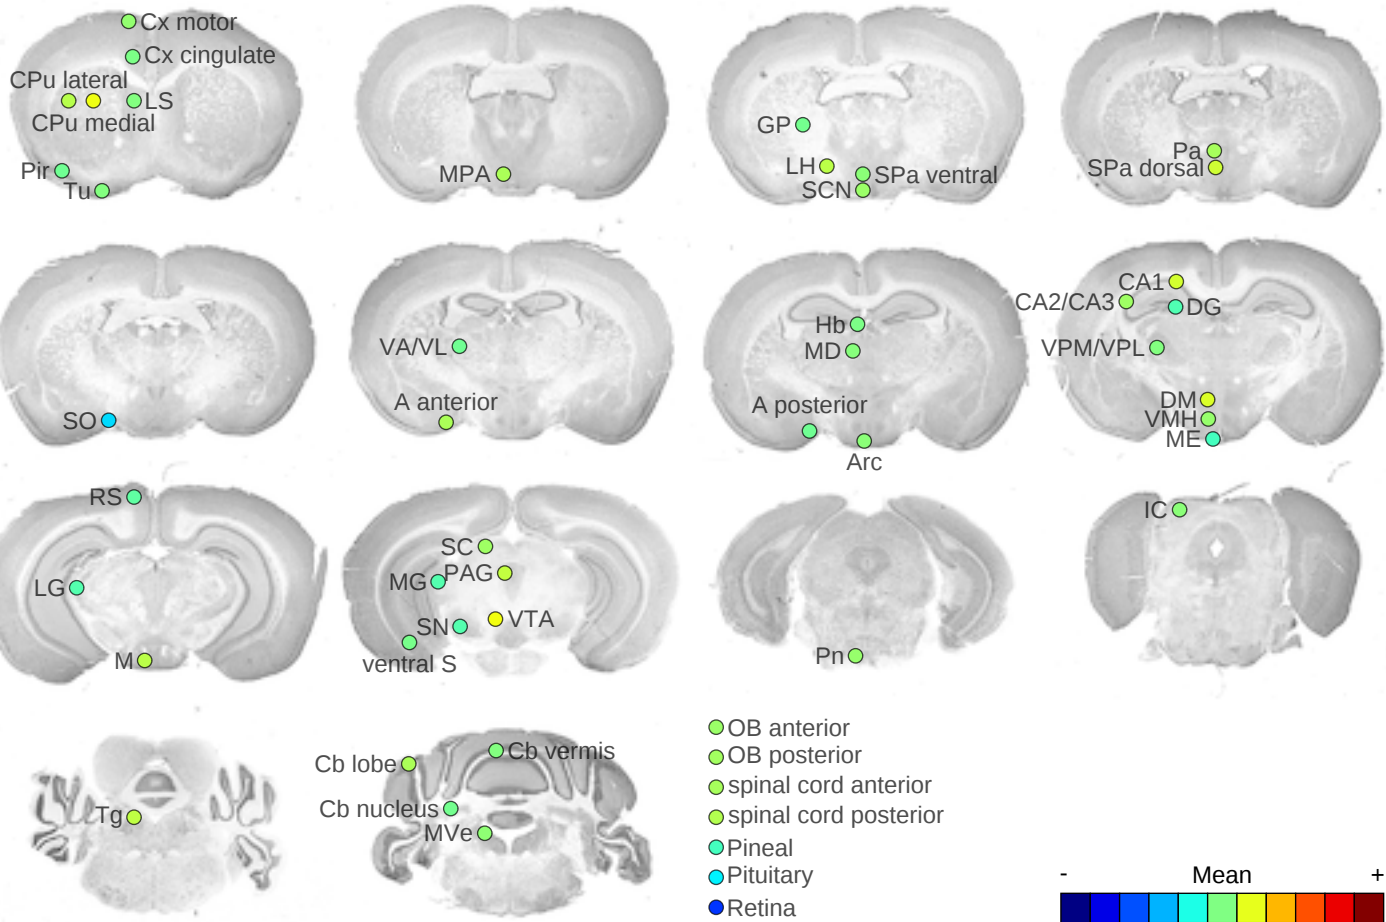 Cx motor
Cx cingulate
CPu lateral
LS
CPu medial
Pir
Tu
MPA
GP
LH
SPa ventral
SCN
Pa
SPa dorsal
SO
VA/VL
A anterior
Hb
MD
A posterior
Arc
CA1
CA2/CA3
DG
VPM/VPL
DM
VMH
ME
RS
LG
M
SC
MG
PAG
SN
VTA
ventral S
Pn
IC
Tg
Cb lobe
Cb vermis
Cb nucleus
MVe
OB anterior
OB posterior
spinal cord anterior
spinal cord posterior
Pineal
Pituitary
Retina
- Mean +